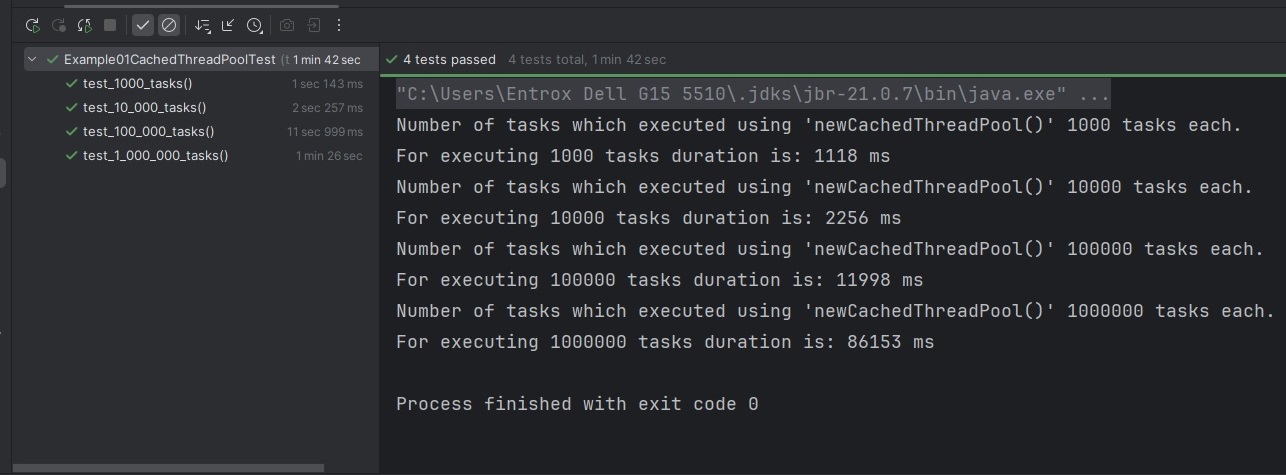 Example01CachedThreadPoolTest (t 1 min 42 sec
test_1000_tasks() 1 sec 143 ms
test_10_000_tasks() 2 sec 257 ms
test_100_000_tasks() 11 sec 999 ms
test_1_000_000_tasks() 1 min 26 sec
4 tests passed 4 tests total, 1 min 42 sec
"C:\Users\Entrox Dell G15 5510\.jdks\jbr-21.0.7\bin\java.exe" ...
Number of tasks which executed using 'newCachedThreadPool()' 1000 tasks each.
For executing 1000 tasks duration is: 1118 ms
Number of tasks which executed using 'newCachedThreadPool()' 10000 tasks each.
For executing 10000 tasks duration is: 2256 ms
Number of tasks which executed using 'newCachedThreadPool()' 100000 tasks each.
For executing 100000 tasks duration is: 11998 ms
Number of tasks which executed using 'newCachedThreadPool()' 1000000 tasks each.
For executing 1000000 tasks duration is: 86153 ms
Process finished with exit code 0